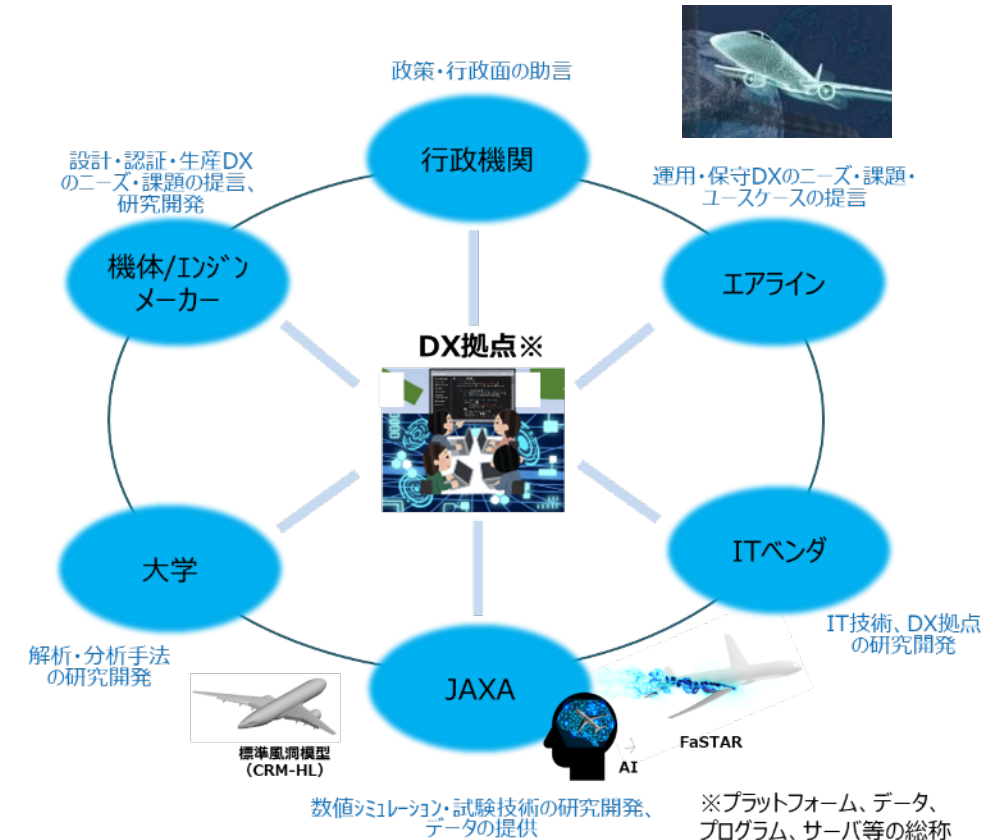 政策・行政面の助言
行政機関
設計・認証・生産DX
のニーズ・課題の提言、
研究開発
機体/エンジン
メーカー
運用・保守DXのニーズ・課題・
ユースケースの提言
エアライン
DX拠点※
大学
解析・分析手法
の研究開発
ITベンダ
IT技術、DX拠点
の研究開発
JAXA
標準風洞模型
（CRM-HL）
AI
FaSTAR
数値シミュレーション・試験技術の研究開発、
データの提供
※プラットフォーム、データ、
プログラム、サーバ等の総称